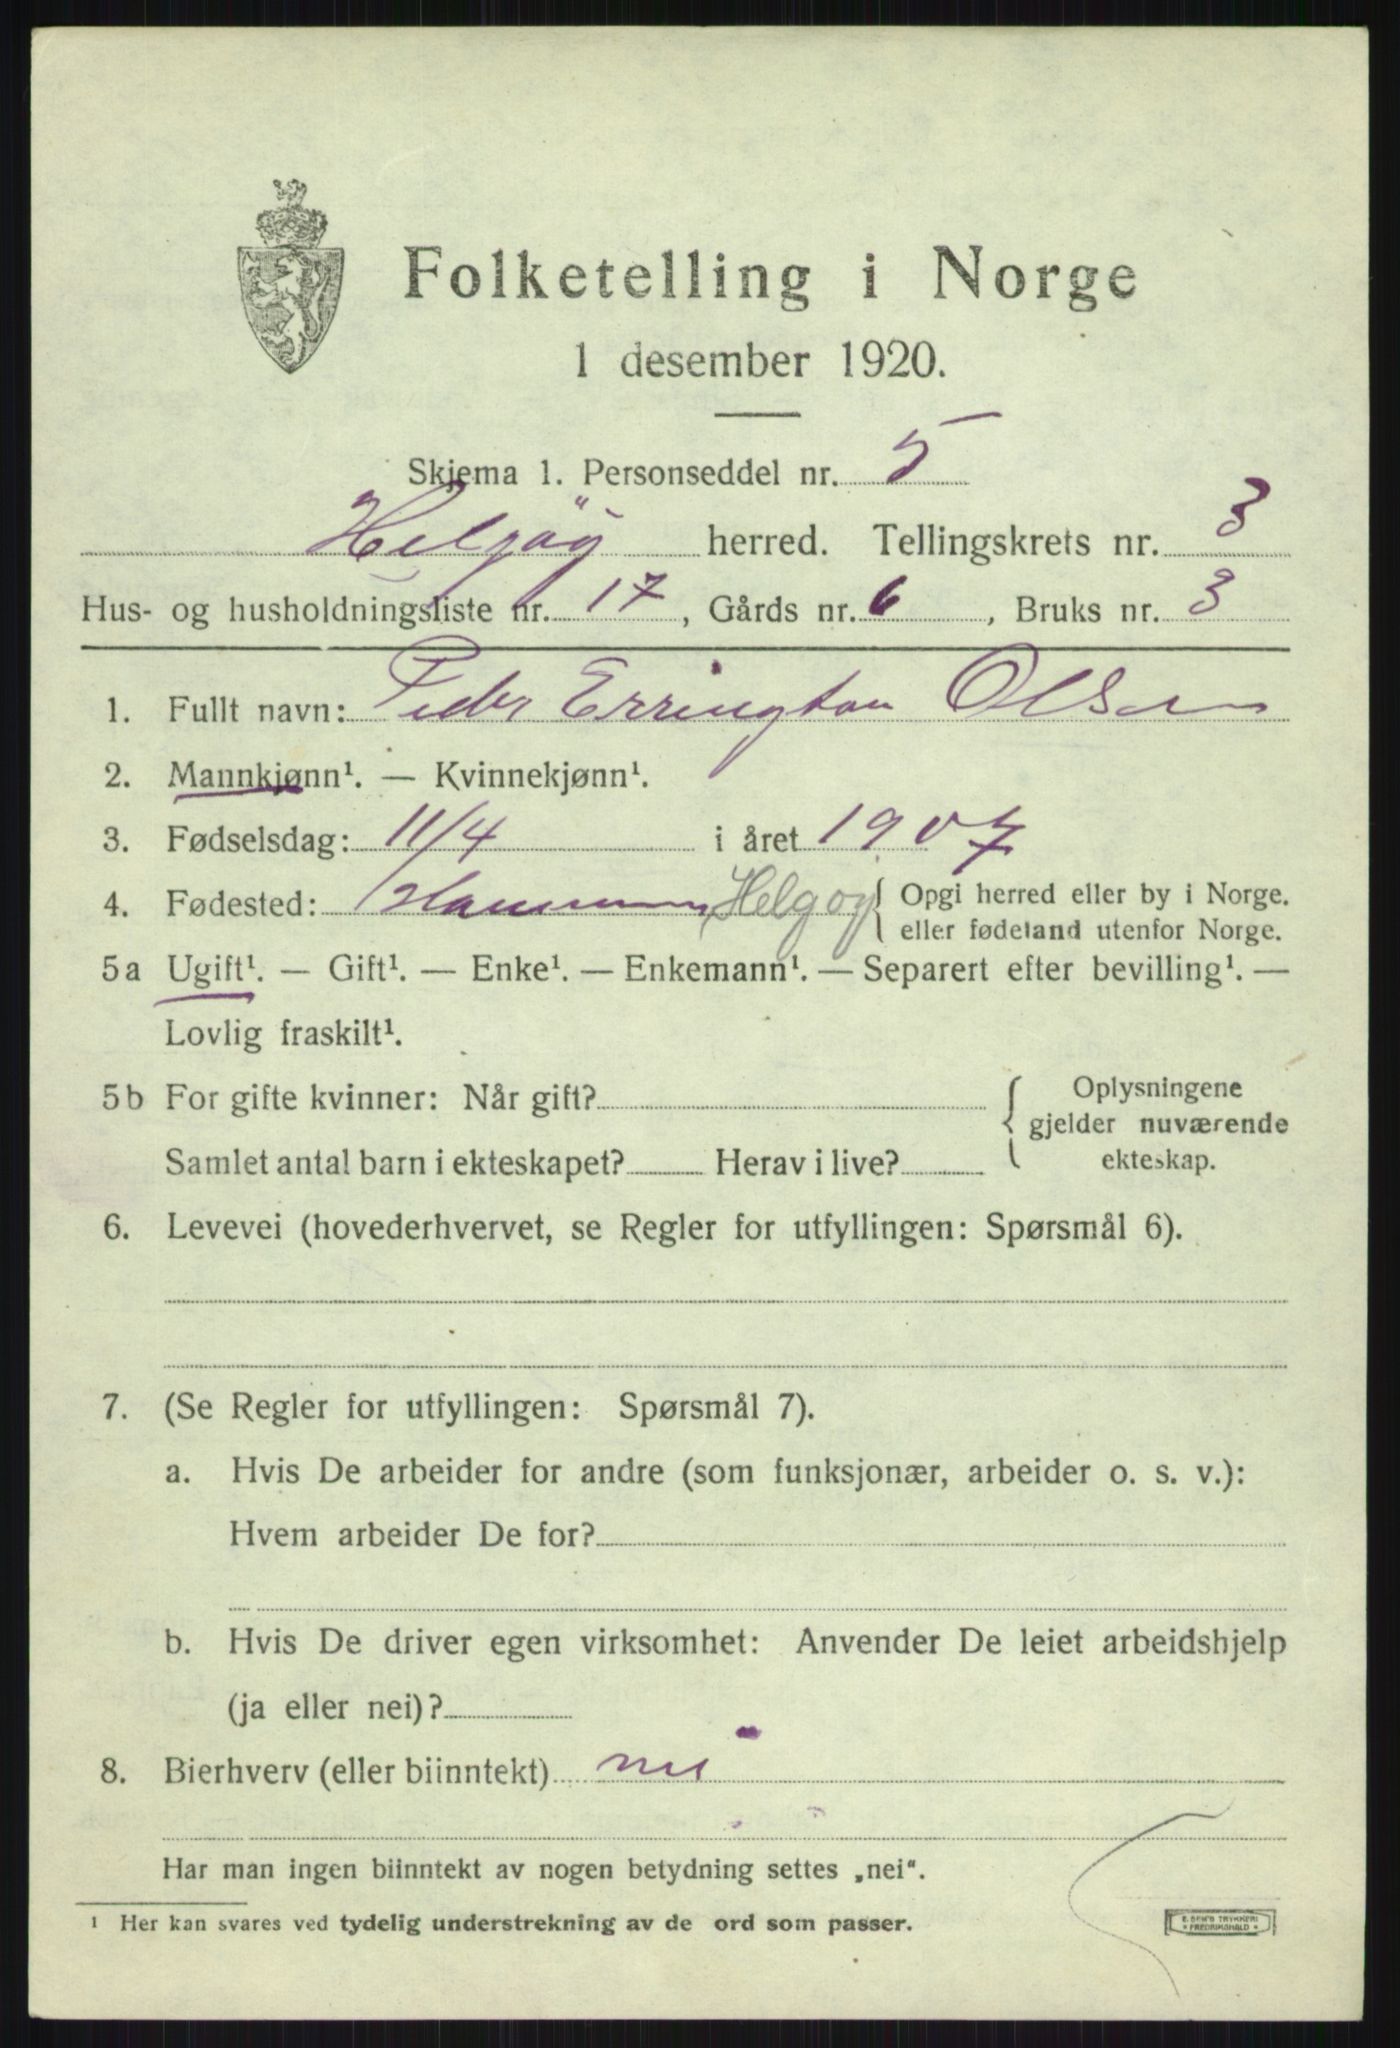 Folketelling i Norge
1 desember 1920.
Skjema 1. Personseddel nr. 5
Helgøy herred. Tellingskrets nr. 3
Hus- og husholdningsliste nr. 17, Gårds nr. 6, Bruks nr. 3
1. Fullt navn: Peder Errington Olsen
2. Mannkjønn¹. — Kvinnekjønn¹.
3. Fødselsdag: 11/4 i året 1907
4. Fødested: Helgøy { Opgi herred eller by i Norge.
eller fødeland utenfor Norge.
5a Ugift¹. — Gift¹. — Enke¹. — Enkemann¹. — Separert efter bevilling¹. —
Lovlig fraskilt¹.
5b For gifte kvinner: Når gift? { Oplysningene
gjelder nuværende
Samlet antal barn i ekteskapet? Herav i live? ekteskap.
6. Levevei (hovederhvervet, se Regler for utfyllingen: Spørsmål 6).
7. (Se Regler for utfyllingen: Spørsmål 7).
a. Hvis De arbeider for andre (som funksjonær, arbeider o. s. v.):
Hvem arbeider De for?
b. Hvis De driver egen virksomhet: Anvender De leiet arbeidshjelp
(ja eller nei)?
8. Bierhverv (eller biinntekt) nei
Har man ingen biinntekt av nogen betydning settes „nei“.
¹ Her kan svares ved tydelig understrekning av de ord som passer.
E. SEM'S TRYKKERI
FREDRIKSHALD